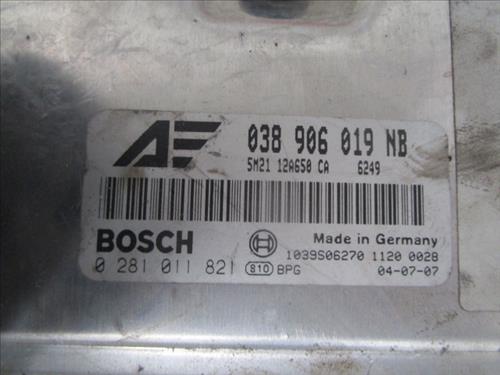 AE 038 906 019 NB
5M21 12A650 CA 6249
BOSCH Made in Germany
1039S06270 1120 0028
0 281 011 821 810 BPG 04-07-07